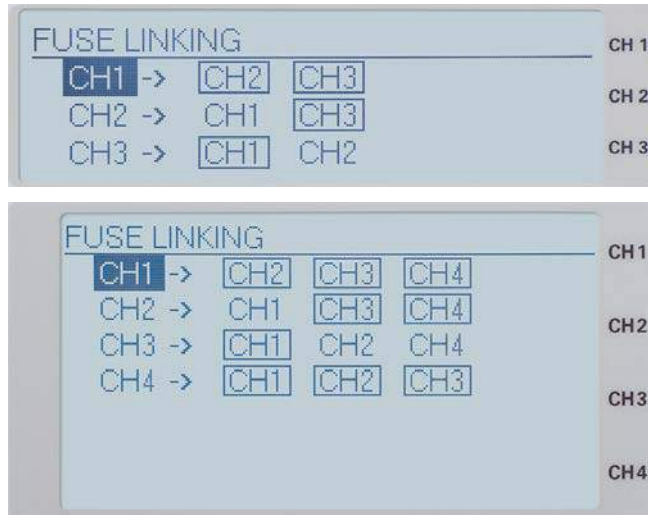 FUSE LINKING
CH1 -> CH2 CH3
CH2 -> CH1 CH3
CH3 -> CH1 CH2
CH 1
CH 2
CH 3
FUSE LINKING
CH1 -> CH2 CH3 CH4
CH2 -> CH1 CH3 CH4
CH3 -> CH1 CH2 CH4
CH4 -> CH1 CH2 CH3
CH1
CH2
CH3
CH4